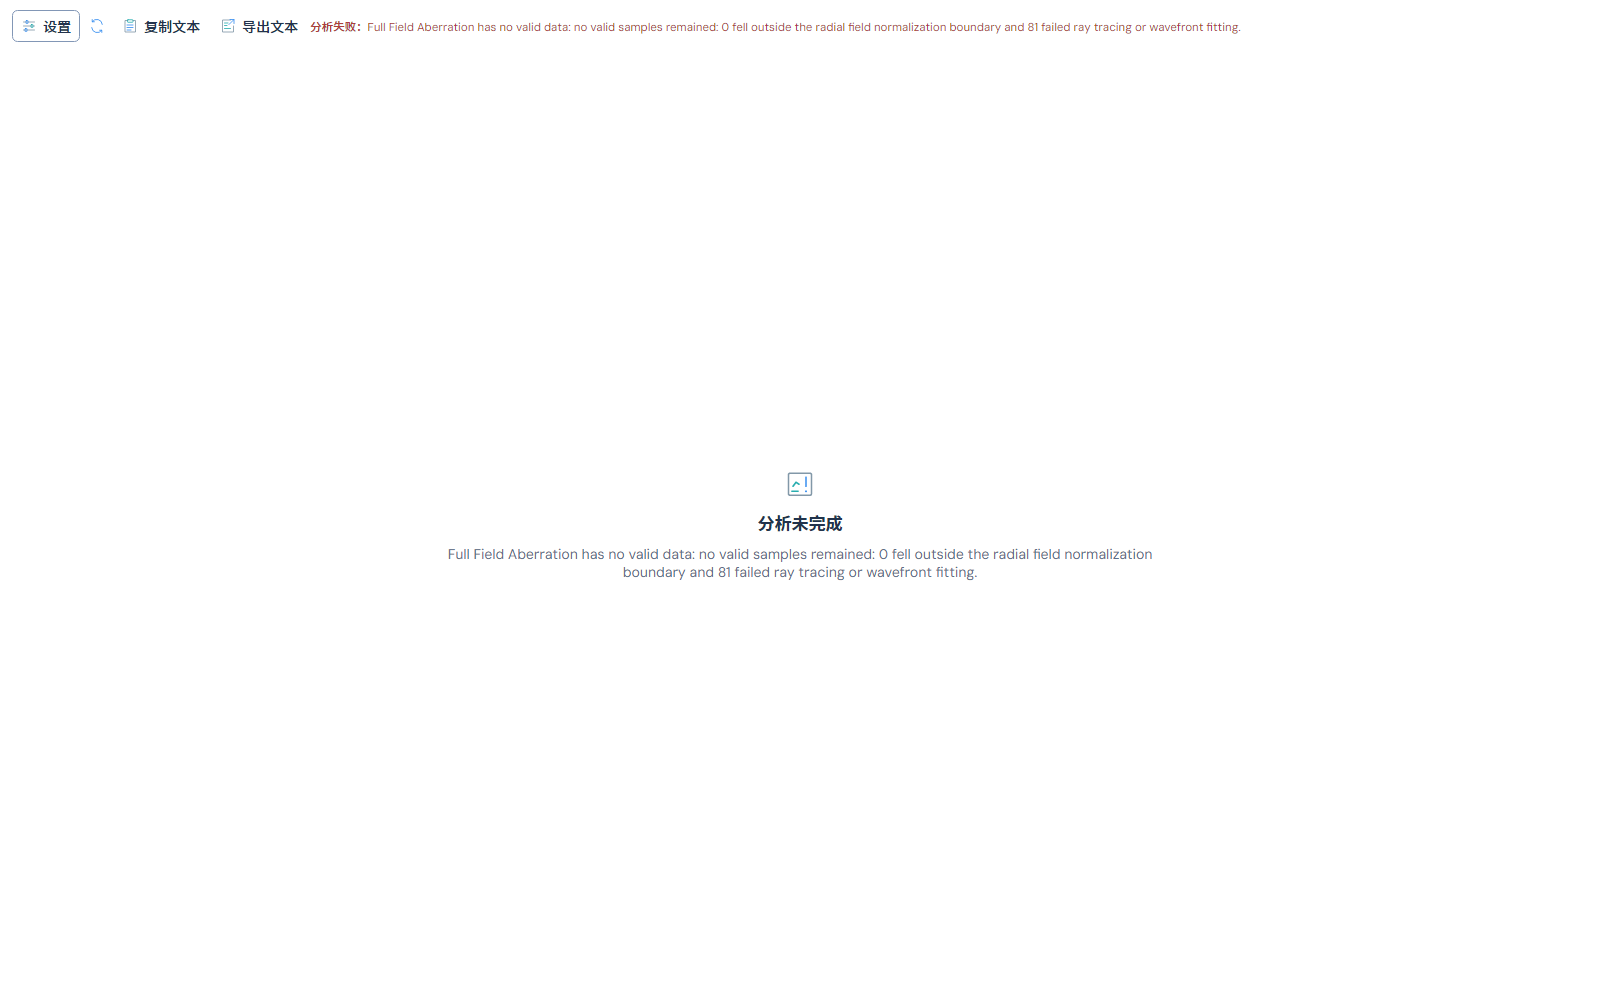 设置 复制文本 导出文本 分析失败： Full Field Aberration has no valid data: no valid samples remained: 0 fell outside the radial field normalization boundary and 81 failed ray tracing or wavefront fitting.
分析未完成
Full Field Aberration has no valid data: no valid samples remained: 0 fell outside the radial field normalization
boundary and 81 failed ray tracing or wavefront fitting.